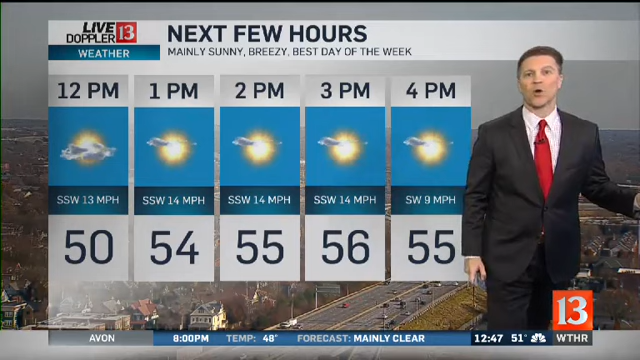 LIVE
DOPPLER 13
WEATHER
NEXT FEW HOURS
MAINLY SUNNY, BREEZY, BEST DAY OF THE WEEK
12 PM 1 PM 2 PM 3 PM 4 PM
SSW 13 MPH SSW 14 MPH SSW 14 MPH SSW 14 MPH SW 9 MPH
50 54 55 56 55
13
AVON 8:00PM TEMP: 48° FORECAST: MAINLY CLEAR 12:47 51° WTHR